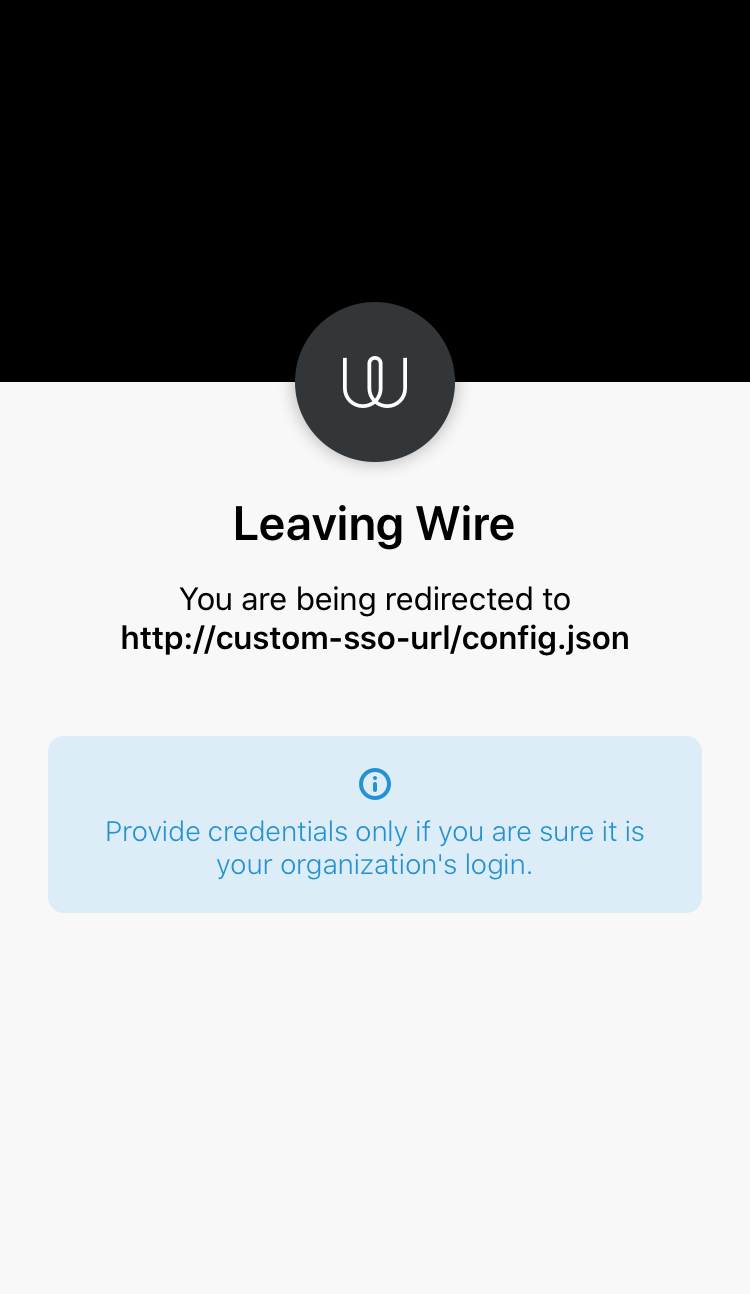 Leaving Wire
You are being redirected to
http://custom-sso-url/config.json
Provide credentials only if you are sure it is
your organization's login.